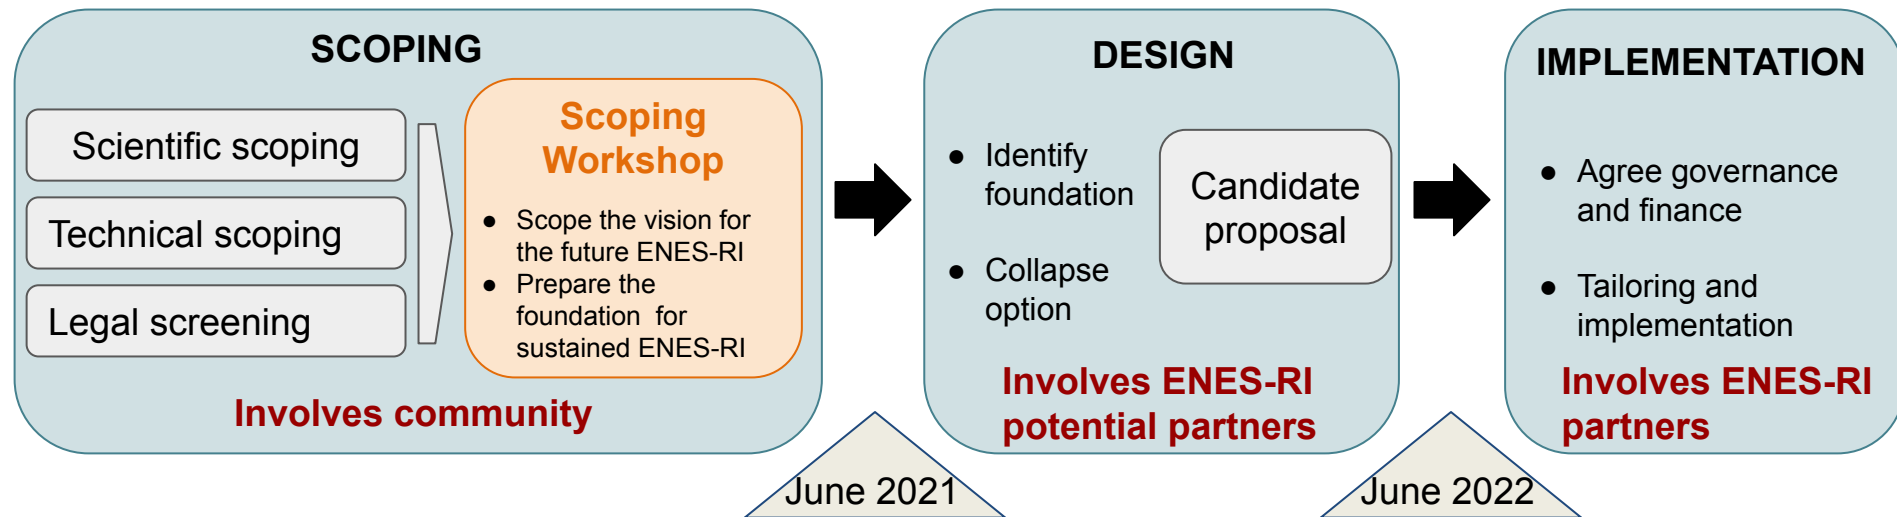 SCOPING
Scientific scoping
Technical scoping
Legal screening
Scoping
Workshop
● Scope the vision for
the future ENES-RI
● Prepare the
foundation for
sustained ENES-RI
Involves community
DESIGN
● Identify
foundation
● Collapse
option
Candidate
proposal
Involves ENES-RI
potential partners
IMPLEMENTATION
● Agree governance
and finance
● Tailoring and
implementation
Involves ENES-RI
partners
June 2021
June 2022